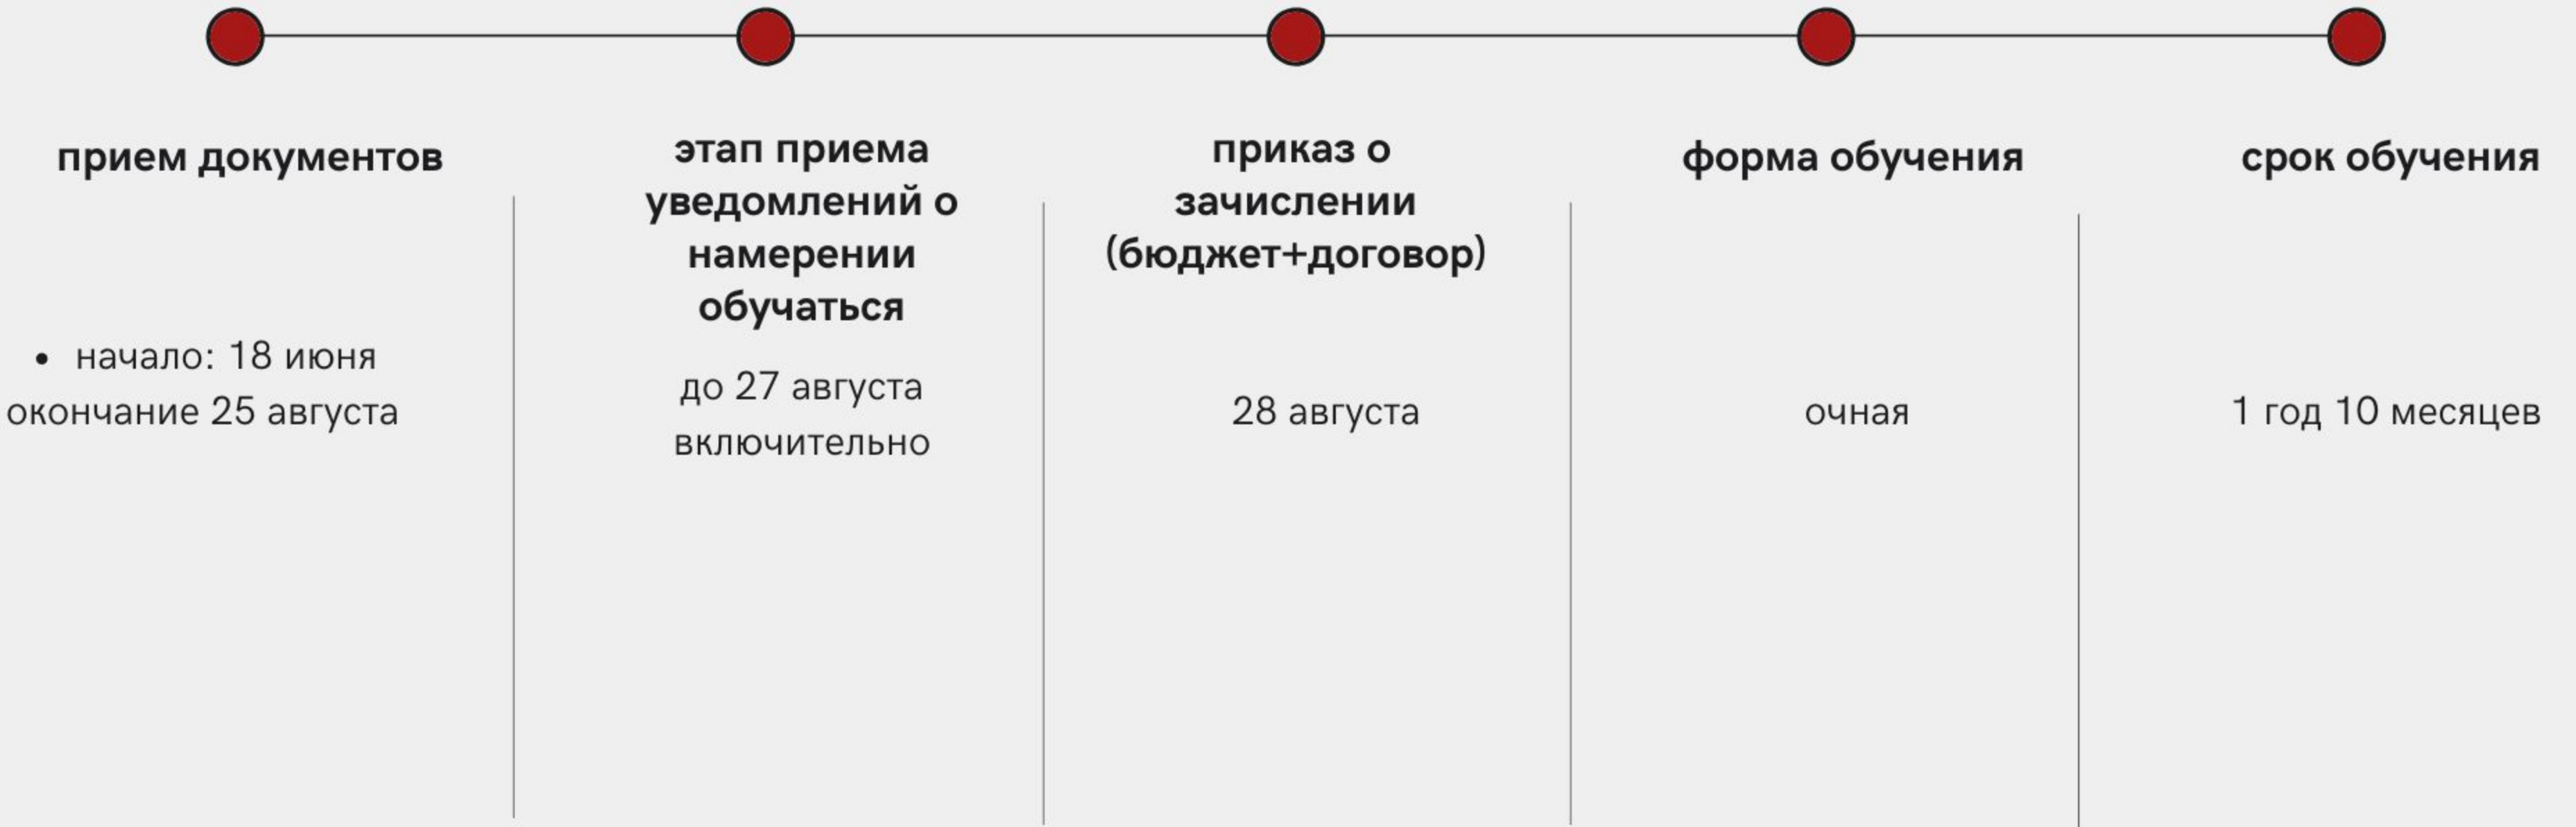 прием документов
• начало: 18 июня
окончание 25 августа
этап приема
уведомлений о
намерении
обучаться
до 27 августа
включительно
приказ о
зачислении
(бюджет+договор)
28 августа
форма обучения
очная
срок обучения
1 год 10 месяцев